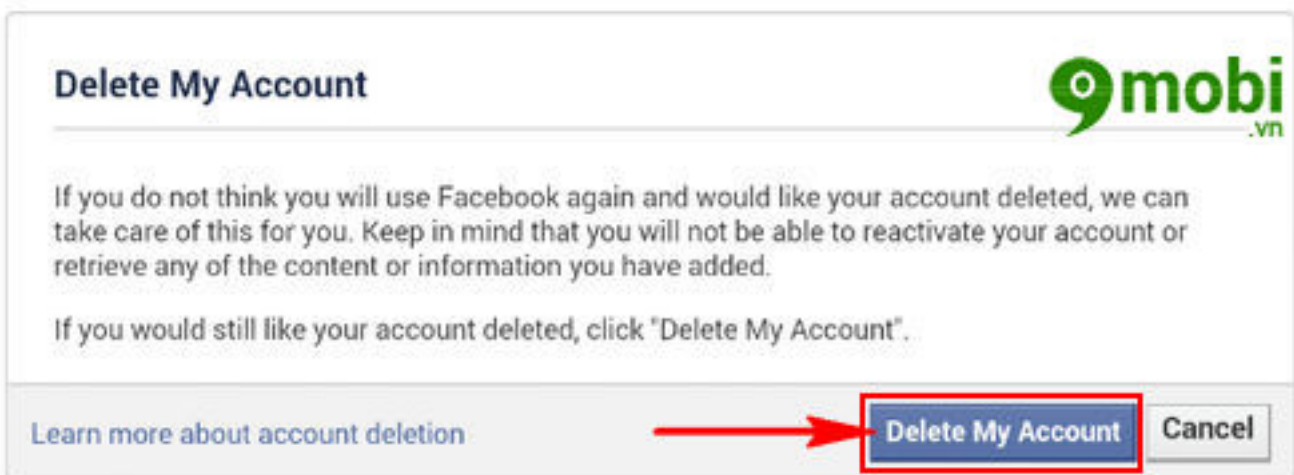 Delete My Account
9mobi
.vn
If you do not think you will use Facebook again and would like your account deleted, we can
take care of this for you. Keep in mind that you will not be able to reactivate your account or
retrieve any of the content or information you have added.
If you would still like your account deleted, click "Delete My Account".
Learn more about account deletion
Delete My Account
Cancel